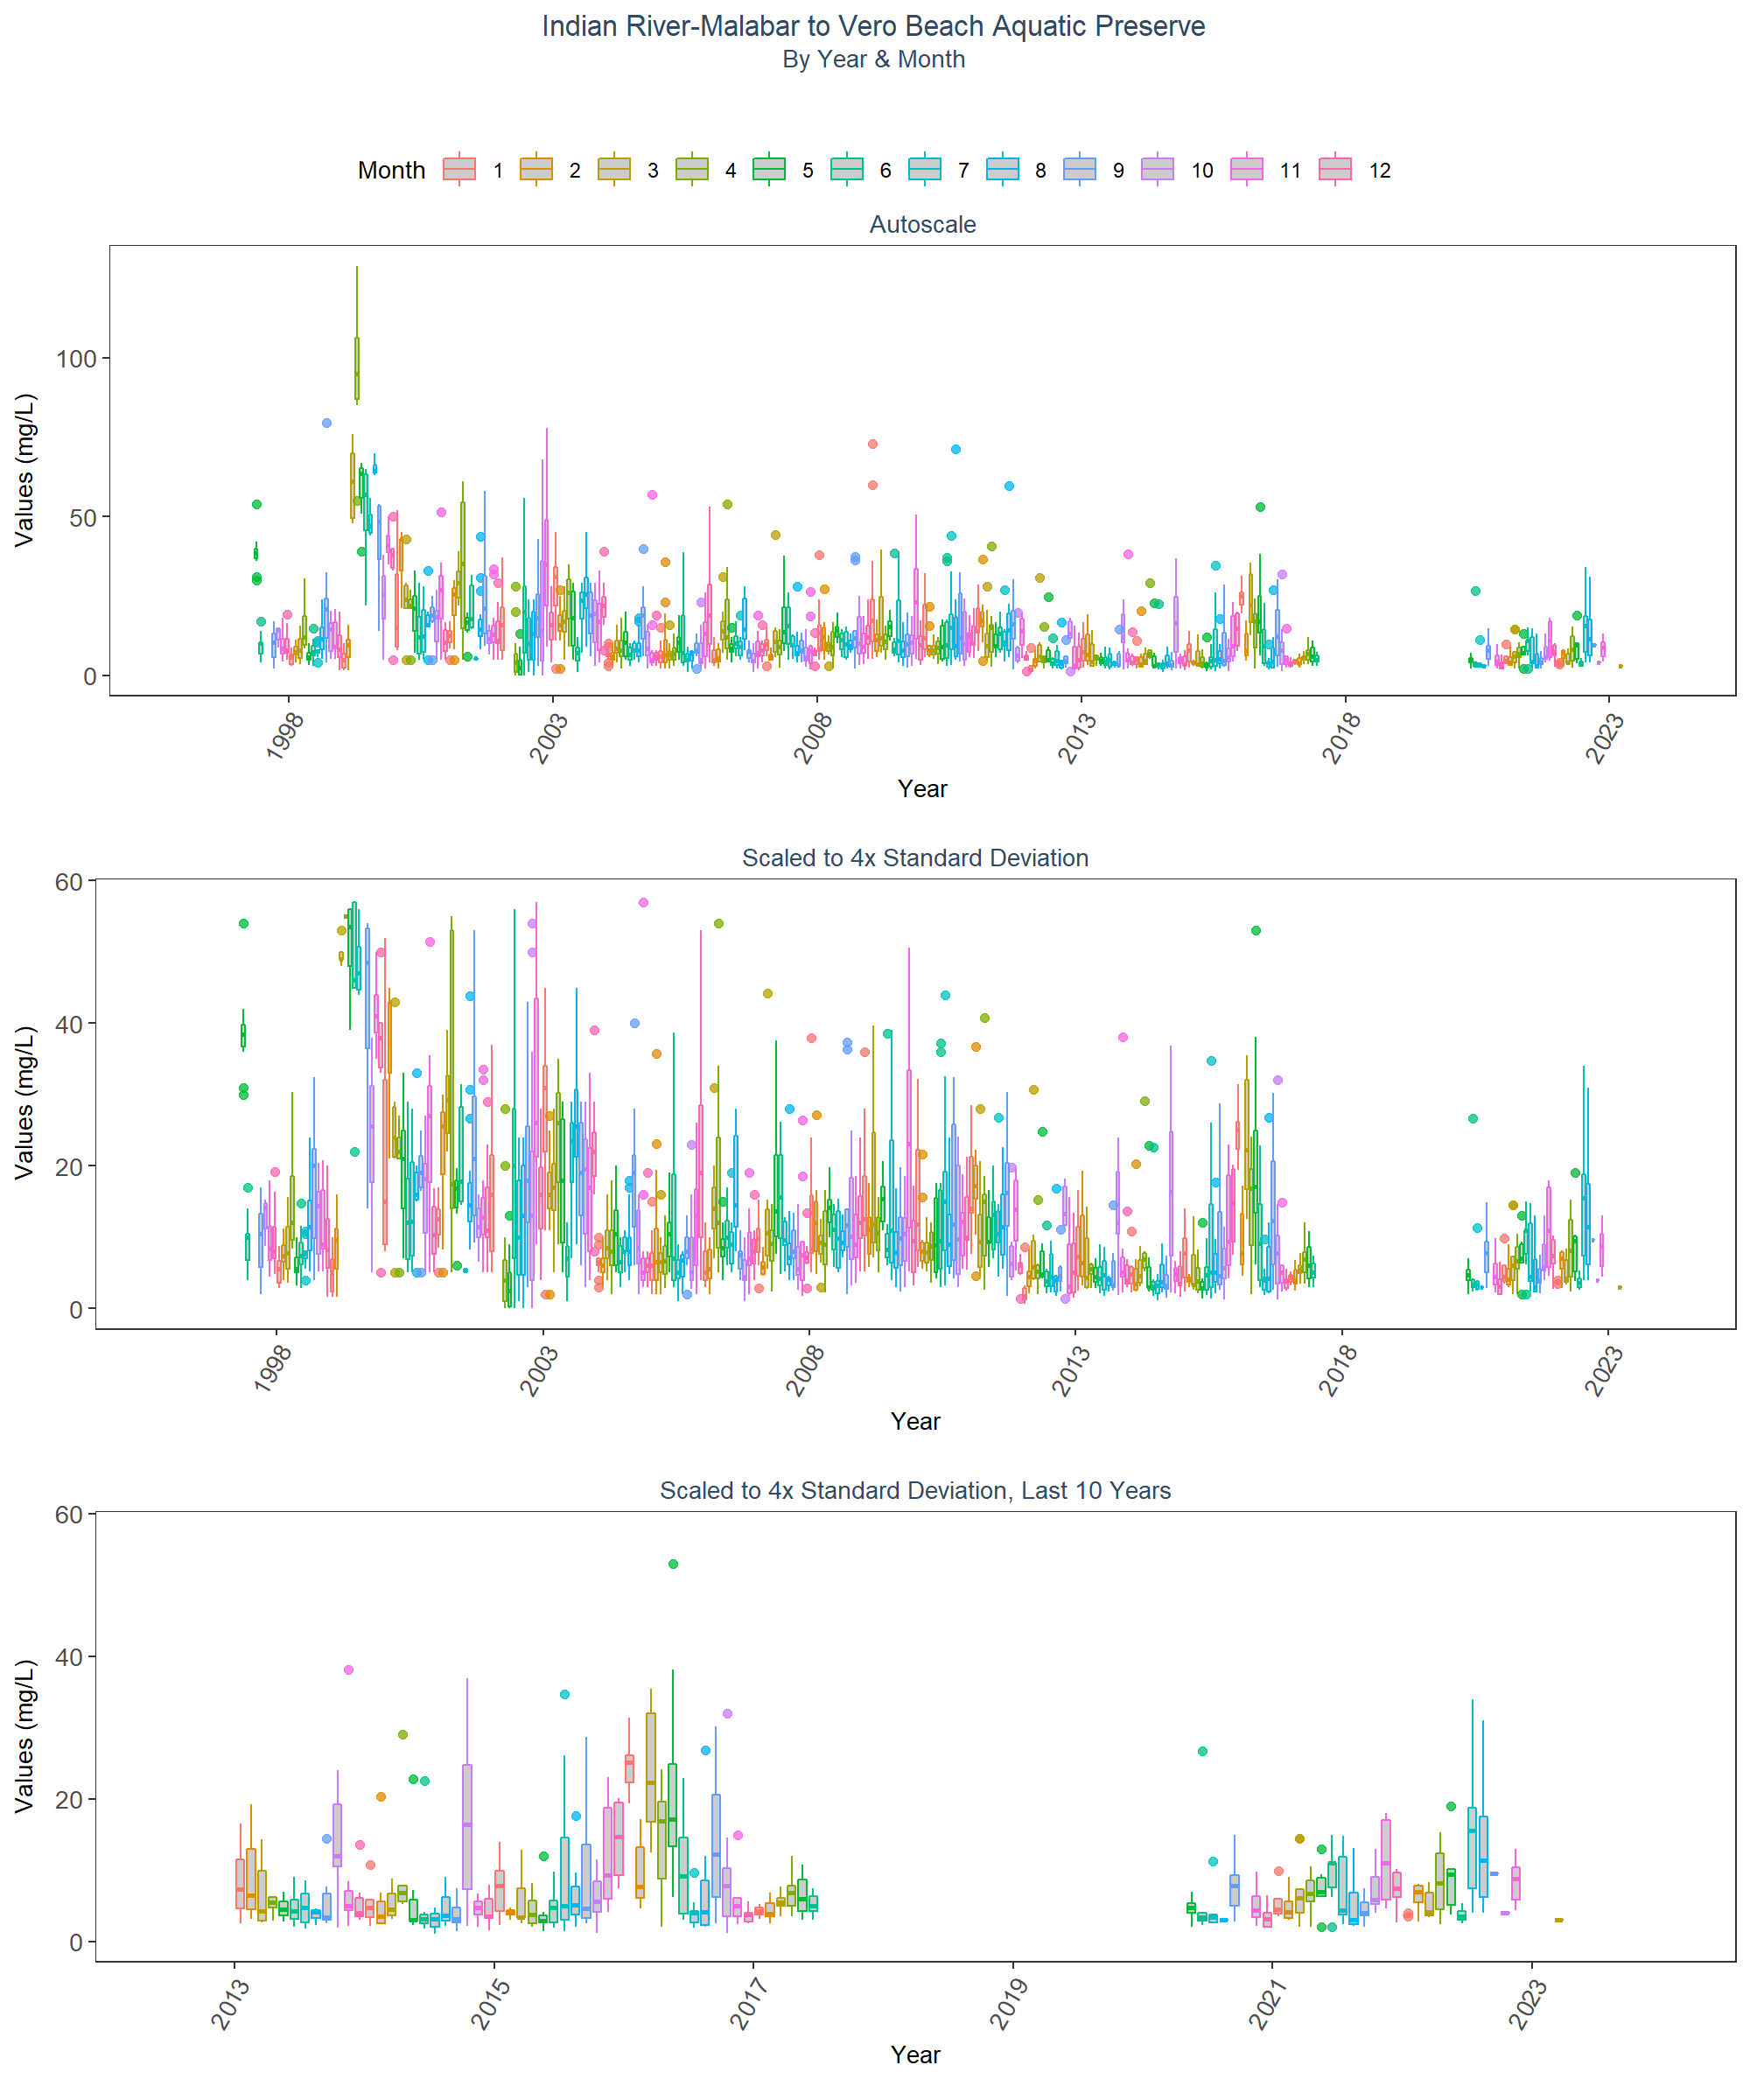 Indian River-Malabar to Vero Beach Aquatic Preserve
By Year & Month
Month 1 2 3 4 5 6 7 8 9 10 11 12
Autoscale
Values (mg/L)
100
50
0
1998 2003 2008 2013 2018 2023
Year
Scaled to 4x Standard Deviation
Values (mg/L)
60
40
20
0
1998 2003 2008 2013 2018 2023
Year
Scaled to 4x Standard Deviation, Last 10 Years
Values (mg/L)
60
40
20
0
2013 2015 2017 2019 2021 2023
Year